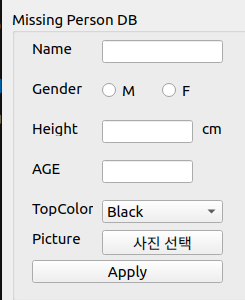 Missing Person DB
Name
Gender M F
Height cm
AGE
TopColor Black
Picture 사진 선택
Apply